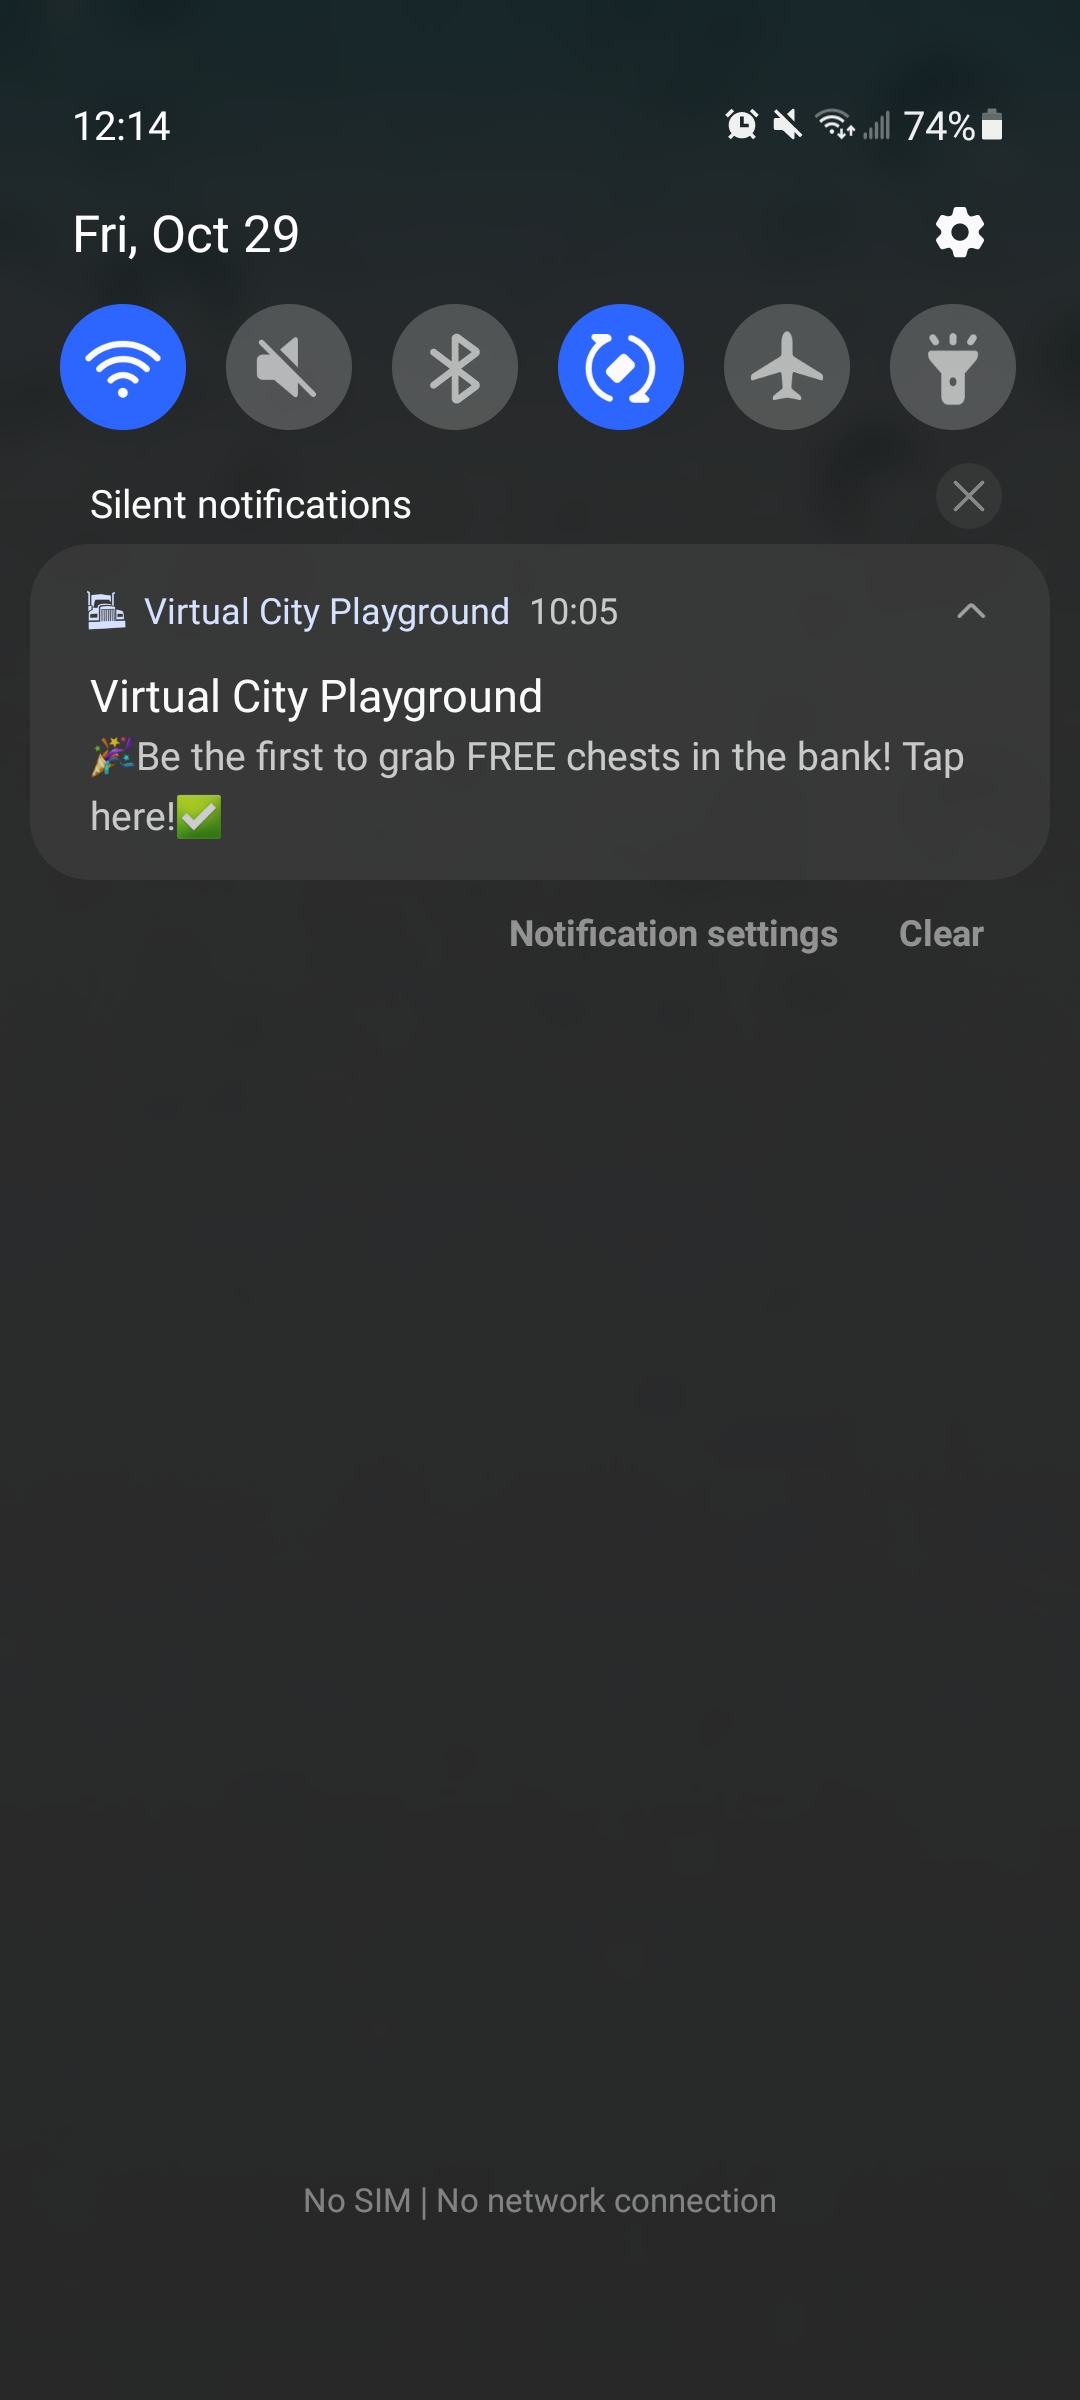 12:14 74%
Fri, Oct 29
Silent notifications
Virtual City Playground 10:05
Virtual City Playground
🎉Be the first to grab FREE chests in the bank! Tap
here!✅
Notification settings Clear
No SIM | No network connection